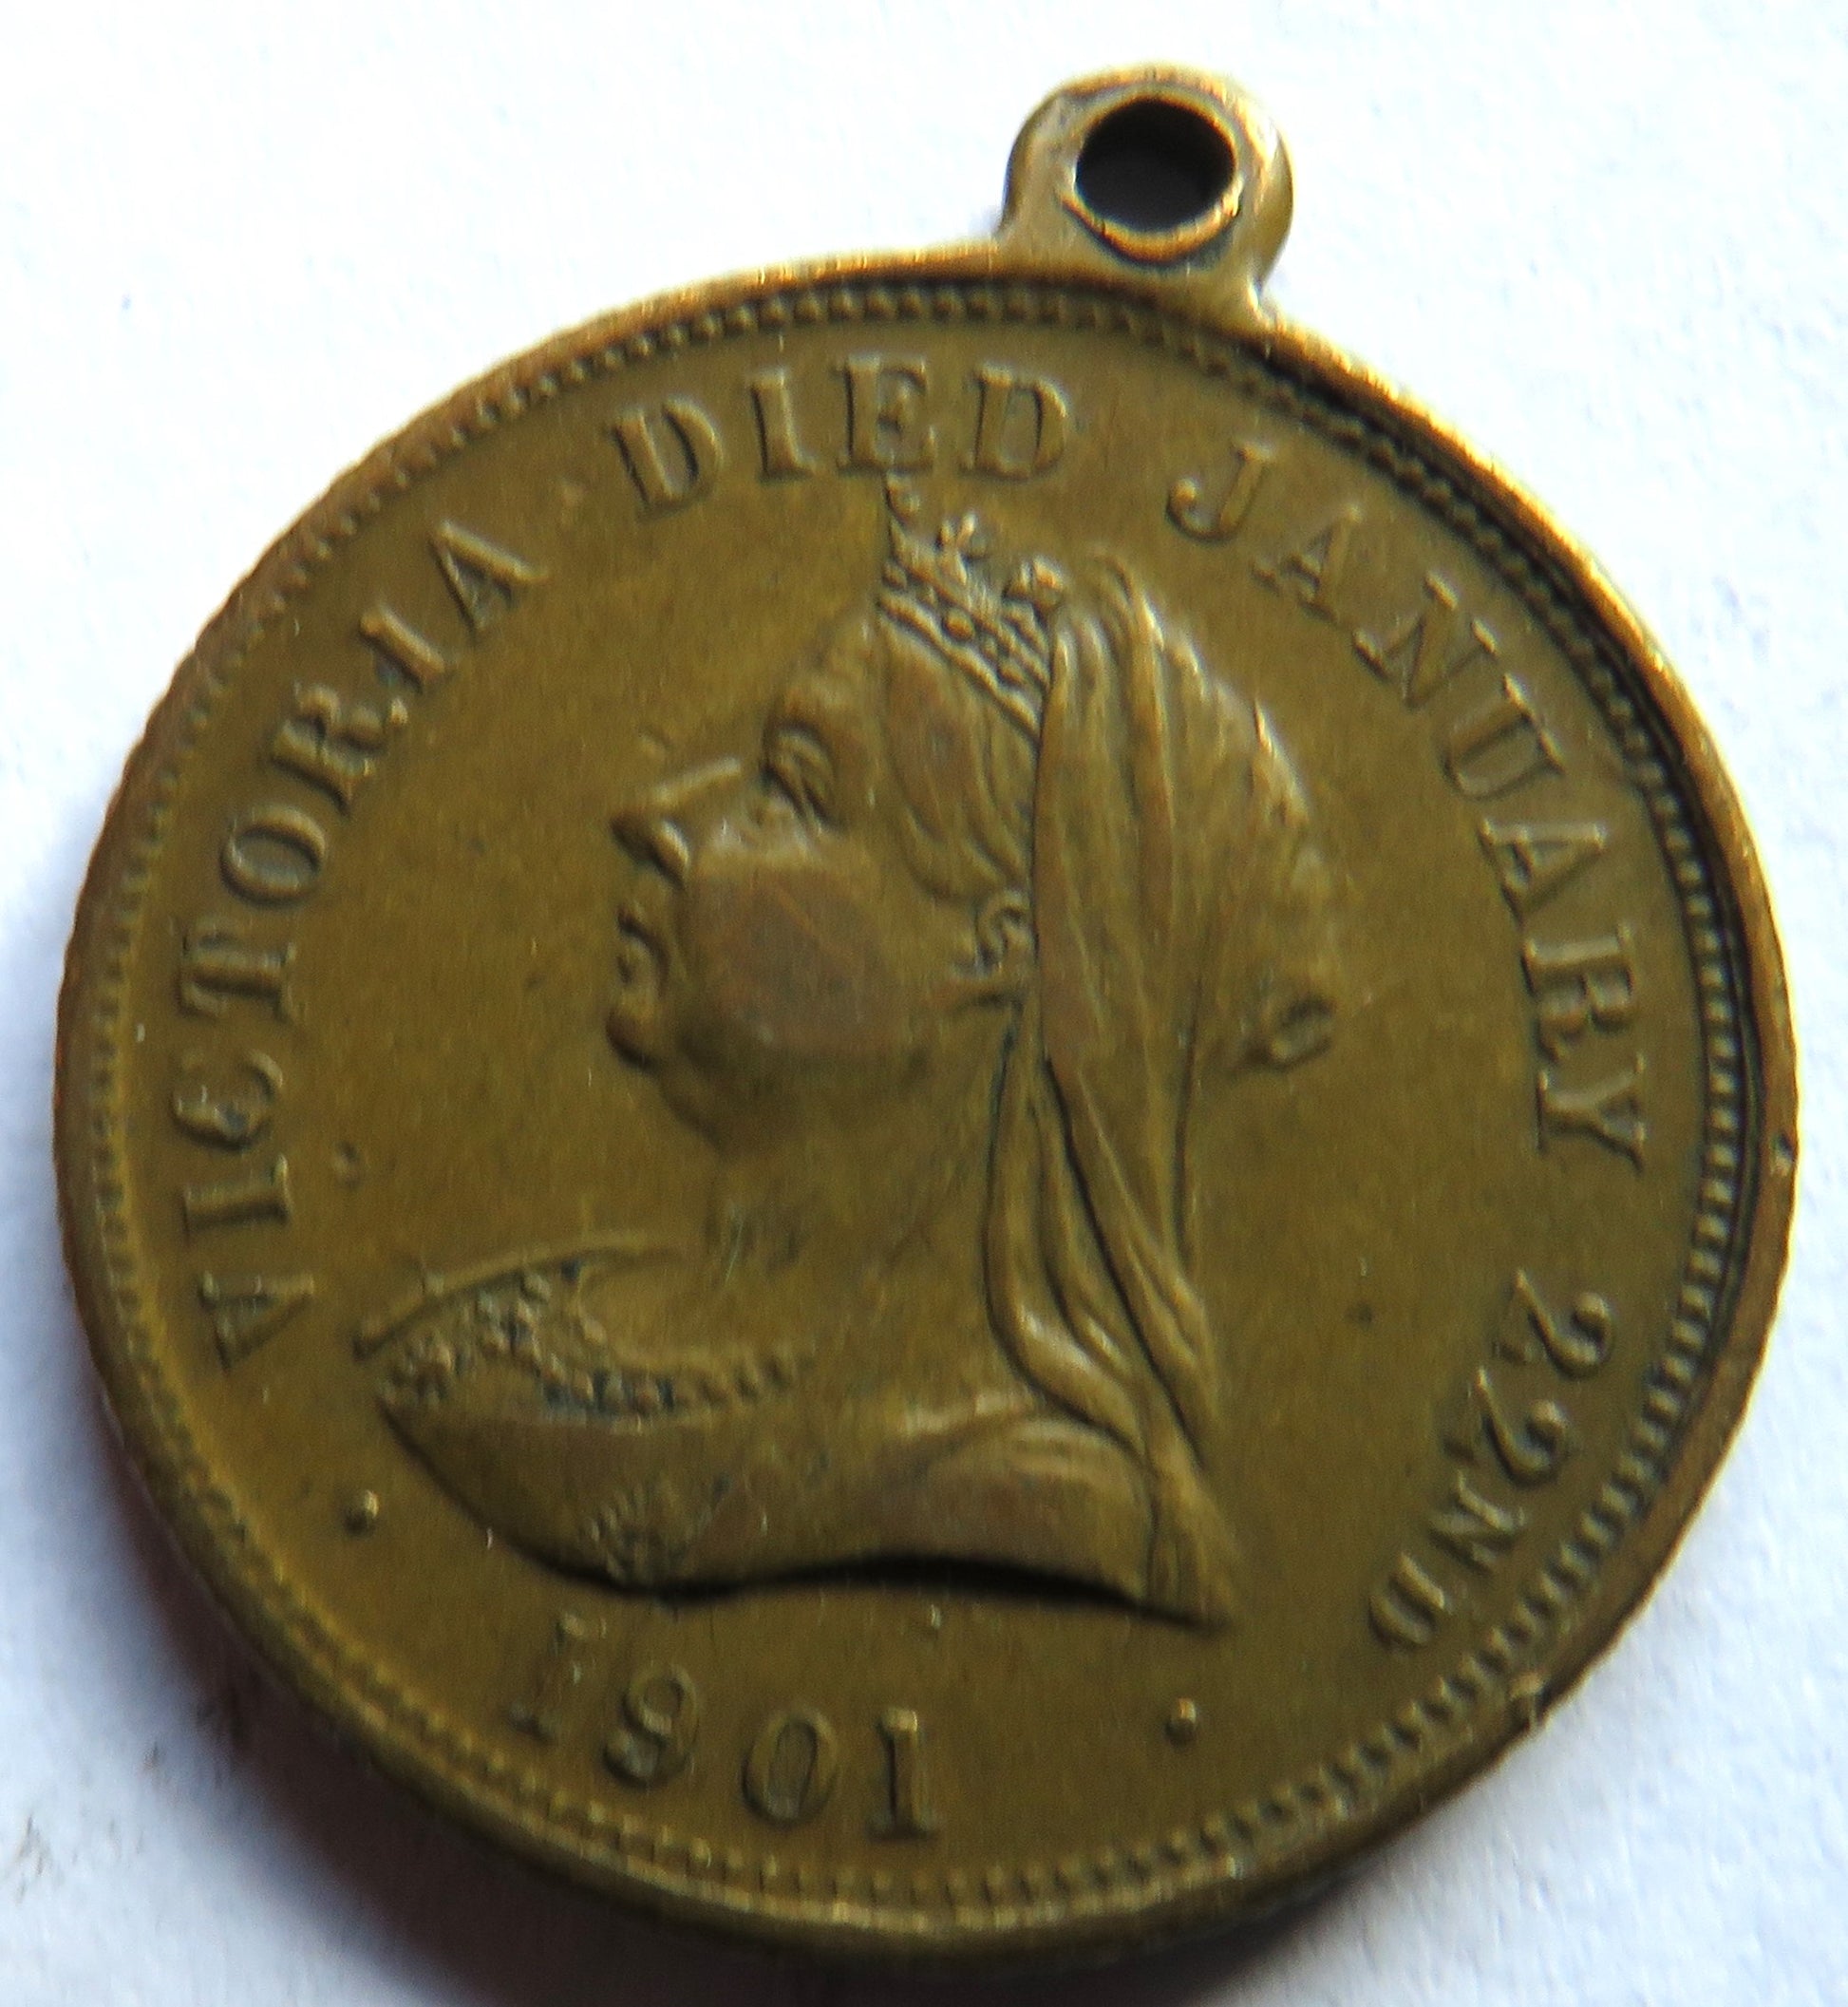 VICTORIA DIED JANUARY 22ND
1901